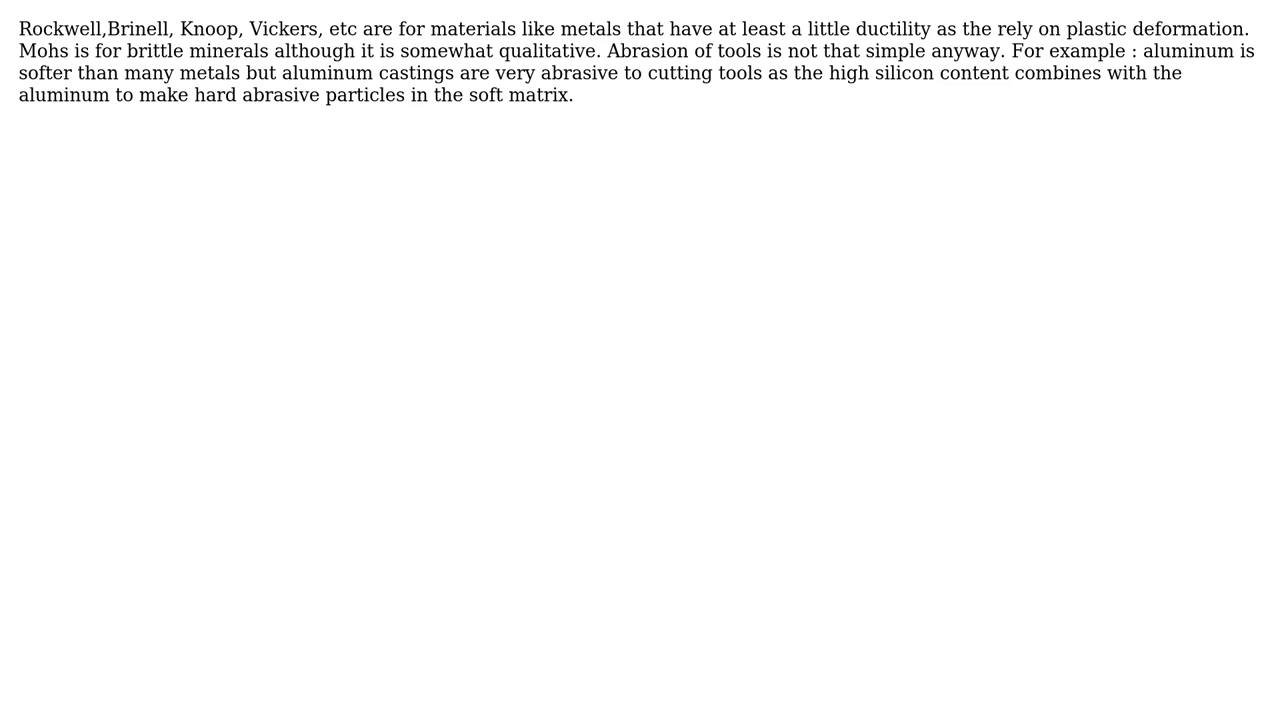 Rockwell,Brinell, Knoop, Vickers, etc are for materials like metals that have at least a little ductility as the rely on plastic deformation.
Mohs is for brittle minerals although it is somewhat qualitative. Abrasion of tools is not that simple anyway. For example : aluminum is
softer than many metals but aluminum castings are very abrasive to cutting tools as the high silicon content combines with the
aluminum to make hard abrasive particles in the soft matrix.